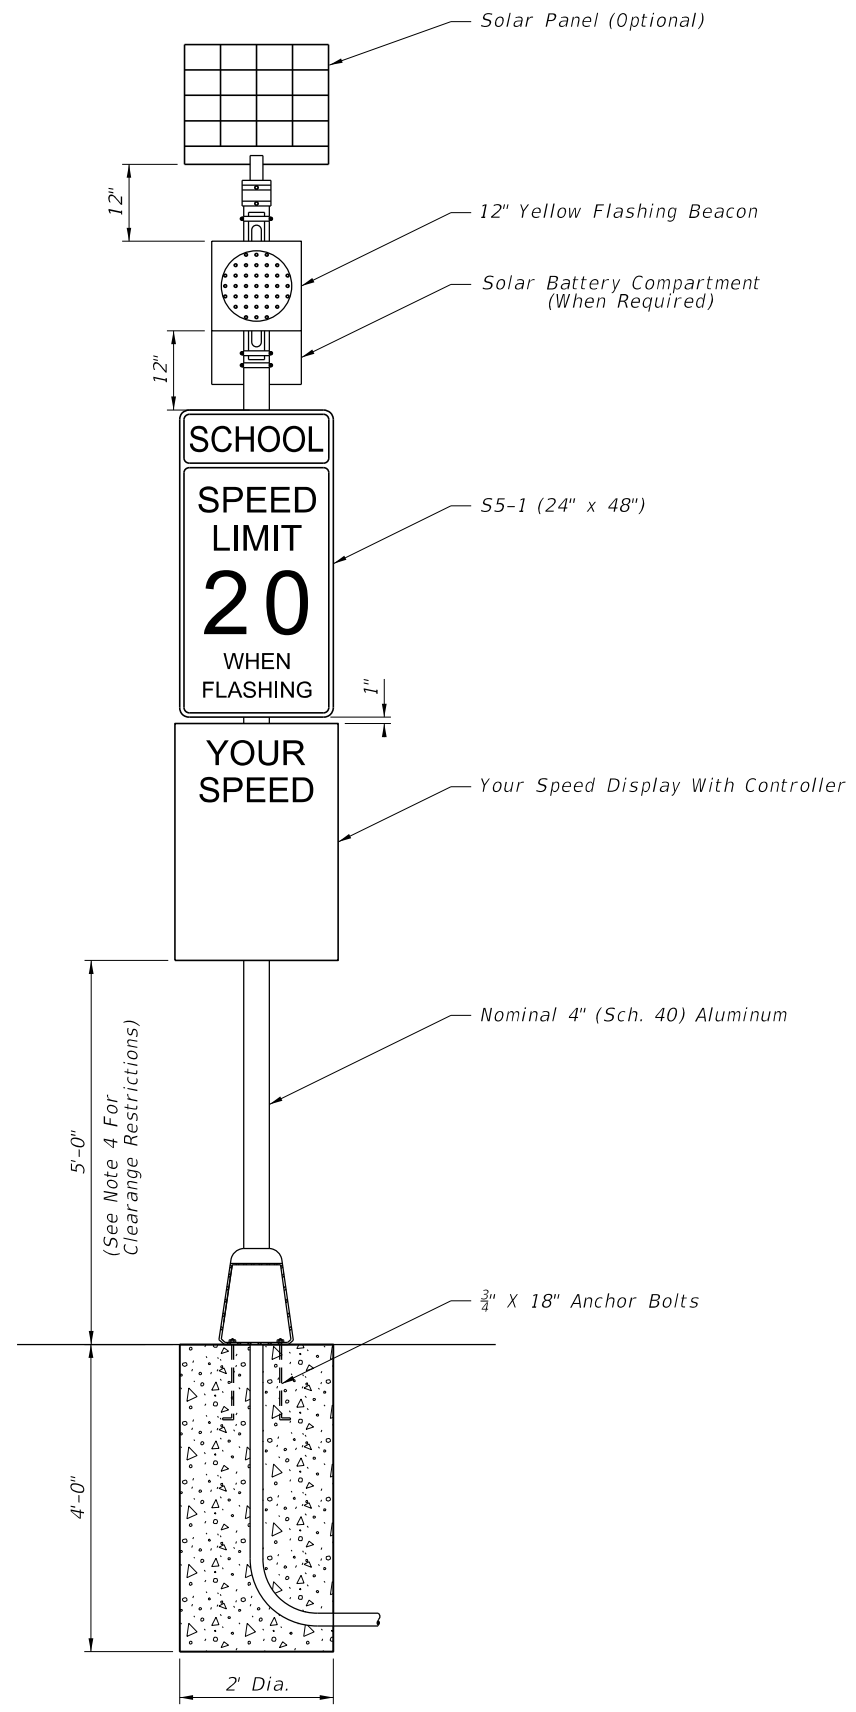 Solar Panel (Optional)
12"
12" Yellow Flashing Beacon
Solar Battery Compartment
(When Required)
12"
SCHOOL
SPEED
LIMIT
20
WHEN
FLASHING
S5-1 (24" x 48")
1"
YOUR
SPEED
Your Speed Display With Controller
Nominal 4" (Sch. 40) Aluminum
5'-0"
(See Note 4 For
Clearange Restrictions)
¾" X 18" Anchor Bolts
4'-0"
2' Dia.